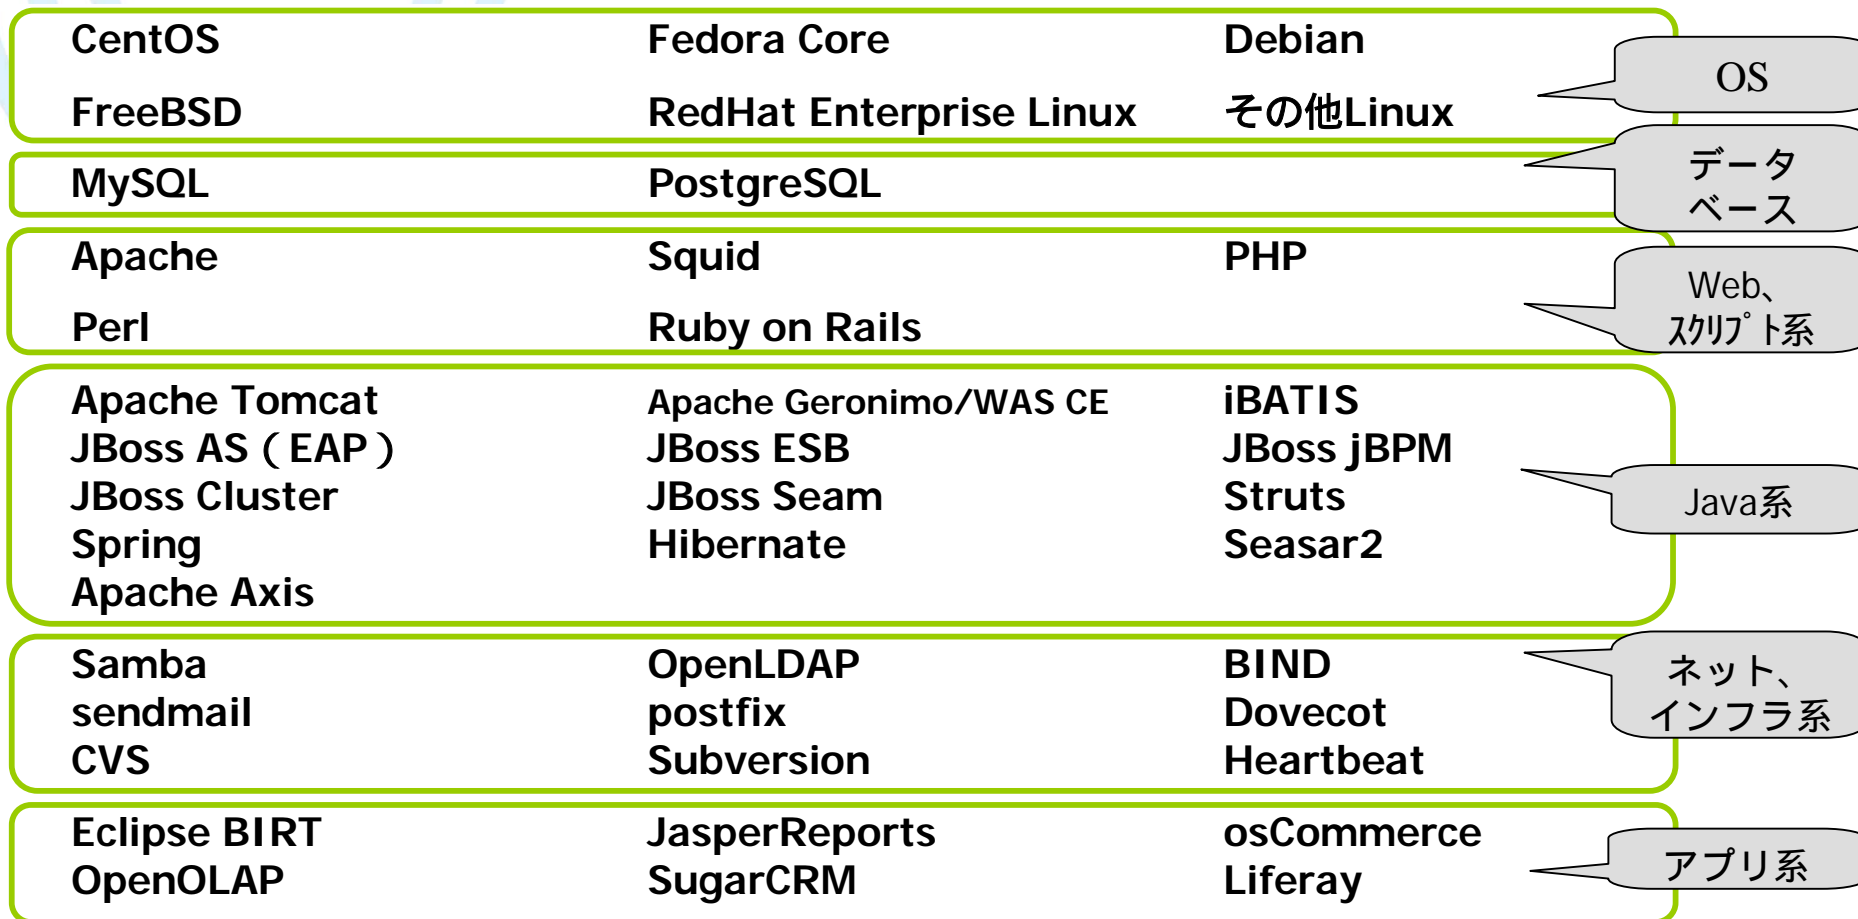 CentOS Fedora Core Debian
OS
FreeBSD RedHat Enterprise Linux その他Linux
MySQL PostgreSQL
データ
ベース
Apache Squid PHP
Perl Ruby on Rails
Web、
ｽｸﾘﾌﾟﾄ系
Apache Tomcat Apache Geronimo/WAS CE iBATIS
JBoss AS（EAP） JBoss ESB JBoss jBPM
JBoss Cluster JBoss Seam Struts
Spring Hibernate Seasar2
Apache Axis
Java系
Samba OpenLDAP BIND
sendmail postfix Dovecot
CVS Subversion Heartbeat
ネット、
インフラ系
Eclipse BIRT JasperReports osCommerce
OpenOLAP SugarCRM Liferay
アプリ系